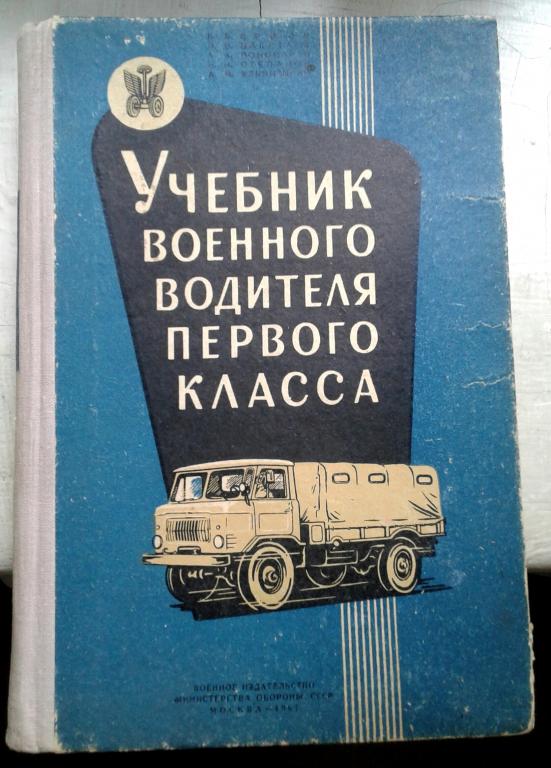 УЧЕБНИК
ВОЕННОГО
ВОДИТЕЛЯ
ПЕРВОГО
КЛАССА
ВОЕННОЕ ИЗДАТЕЛЬСТВО
МИНИСТЕРСТВА ОБОРОНЫ СССР
МОСКВА